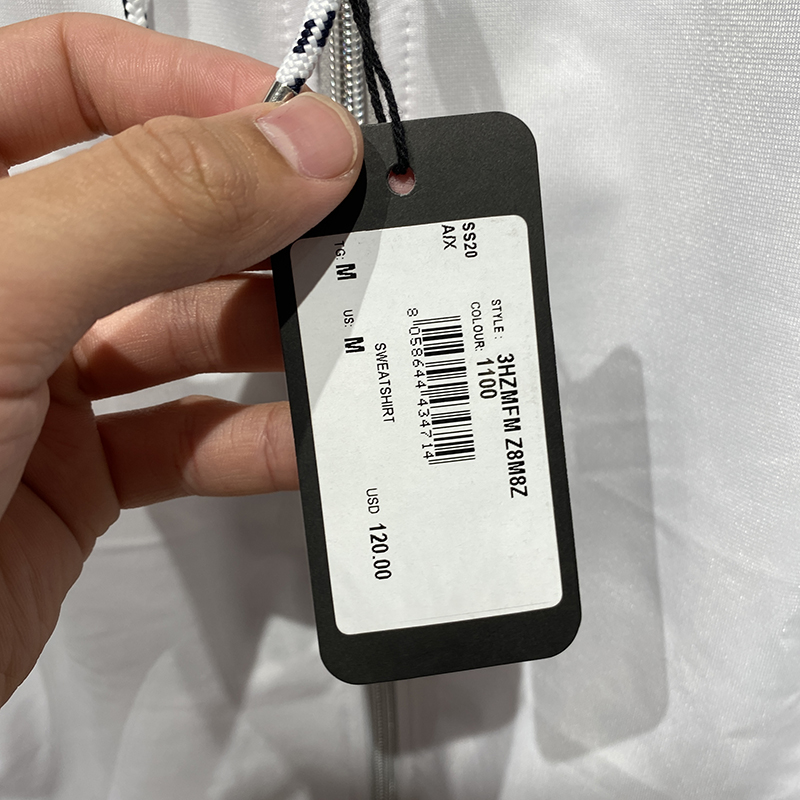 SS20
A/X
STYLE: 3HZMFM Z8M8Z
COLOUR: 1100
8 058644 434714
SWEATSHIRT
TG: M
US: M
USD 120.00